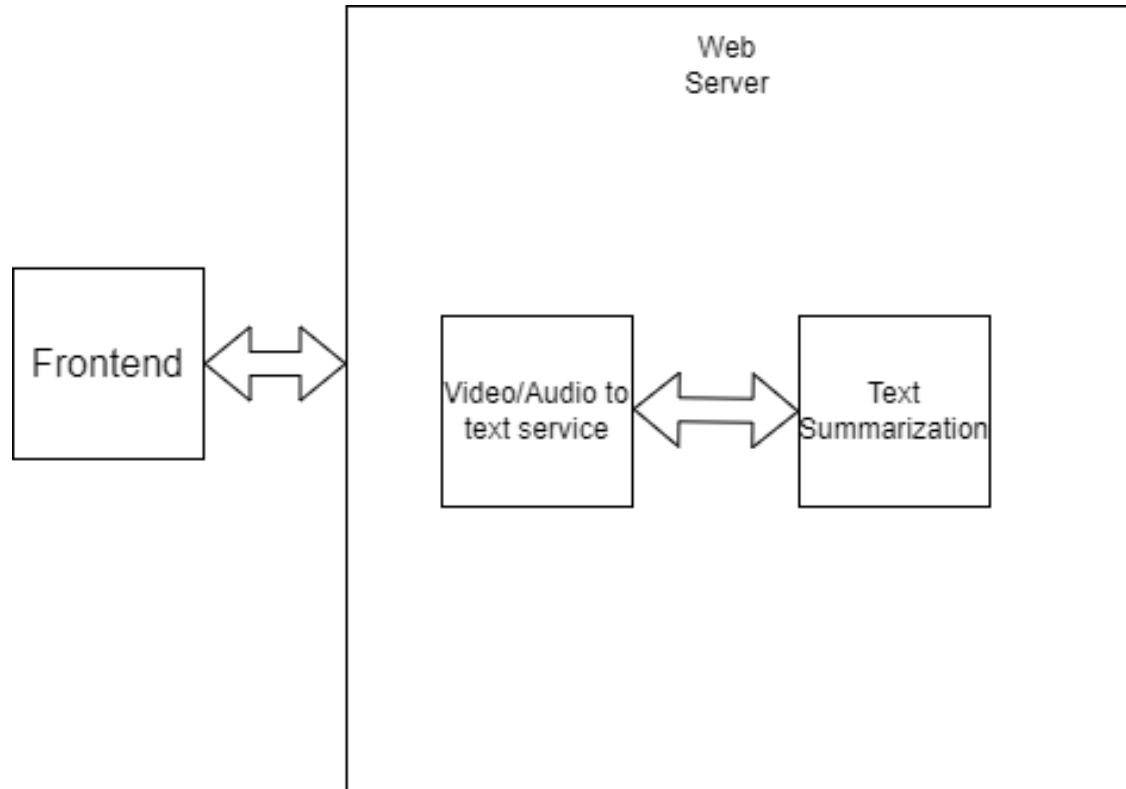 Web
Server
Frontend
Video/Audio to
text service
Text
Summarization